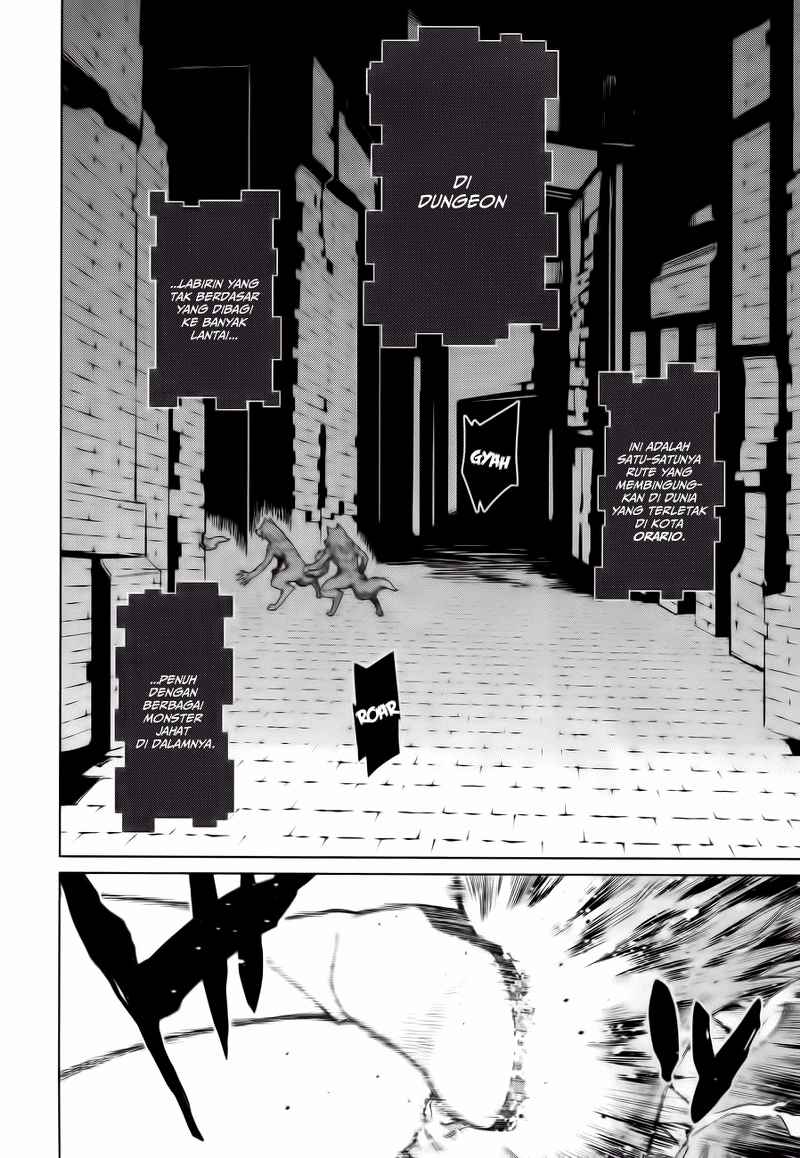 DI
DUNGEON
...LABIRIN YANG
TAK BERDASAR
YANG DIBAGI
KE BANYAK
LANTAI...
INI ADALAH
SATU-SATUNYA
RUTE YANG
MEMBINGUNG-
KAN DI DUNIA
YANG TERLETAK
DI KOTA
ORARIO.
GYAH
...PENUH
DENGAN
BERBAGAI
MONSTER
JAHAT
DI DALAMNYA.
ROAR